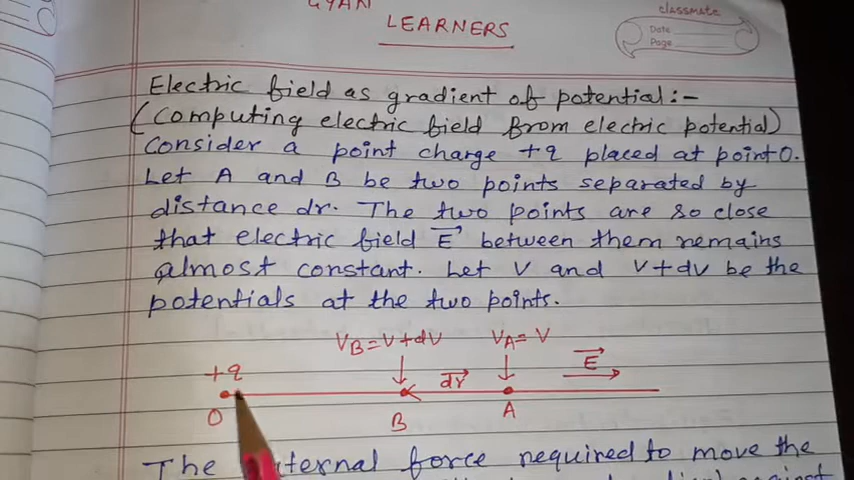 GYAN
LEARNERS
classmate
Date
Page
Electric field as gradient of potential:-
(Computing electric field from electric potential)
Consider a point charge +q placed at point O.
Let A and B be two points separated by
distance dr. The two points are so close
that electric field E⃗ between them remains
almost constant. Let V and V+dV be the
potentials at the two points.
VB=V+dV VA=V
+q dr⃗ E⃗
O B A
The force required to move the